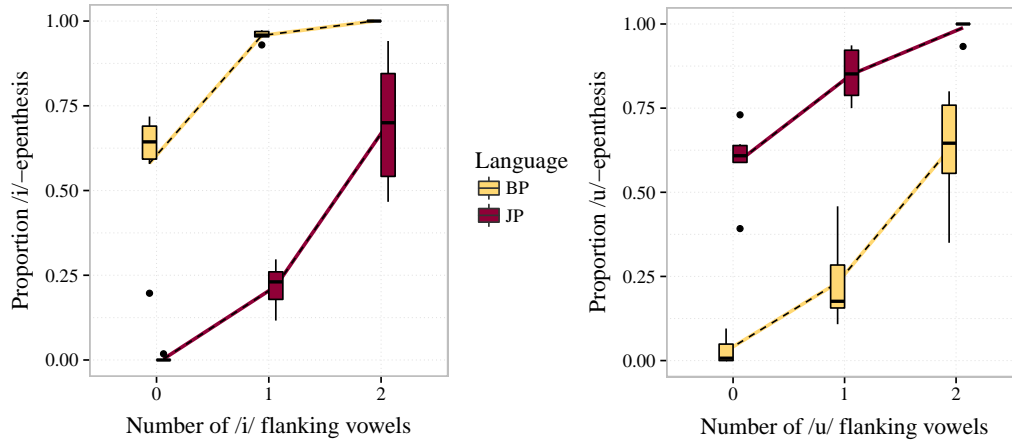 Proportion /i/−epenthesis
1.00
0.75
0.50
0.25
0.00
0
1
2
Number of /i/ flanking vowels
Language
BP
JP
Proportion /u/−epenthesis
1.00
0.75
0.50
0.25
0.00
0
1
2
Number of /u/ flanking vowels